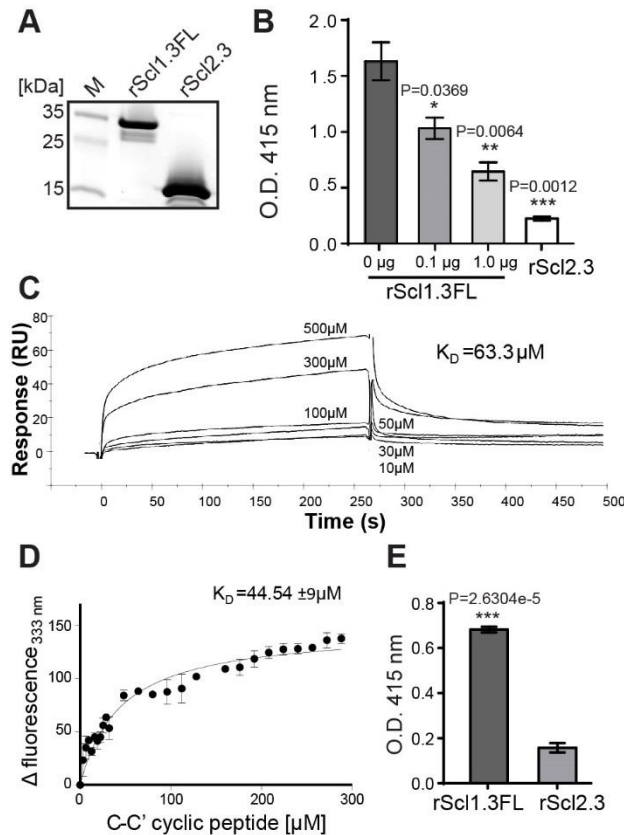 A
[kDa]
M
rScl1.3FL
rScl2.3
35
25
15
B
O.D. 415 nm
2.0
1.5
1.0
0.5
0.0
P=0.0369
*
P=0.0064
**
P=0.0012
***
0 µg
0.1 µg
1.0 µg
rScl2.3
rScl1.3FL
C
Response (RU)
80
60
40
20
0
500µM
300µM
100µM
50µM
30µM
10µM
K_D=63.3µM
0 50 100 150 200 250 300 350 400 450 500
Time (s)
D
K_D=44.54 ±9µM
Δ fluorescence333 nm
150
100
50
0
0 100 200 300
C-C' cyclic peptide [µM]
E
P=2.6304e-5
***
O.D. 415 nm
0.8
0.6
0.4
0.2
0.0
rScl1.3FL rScl2.3